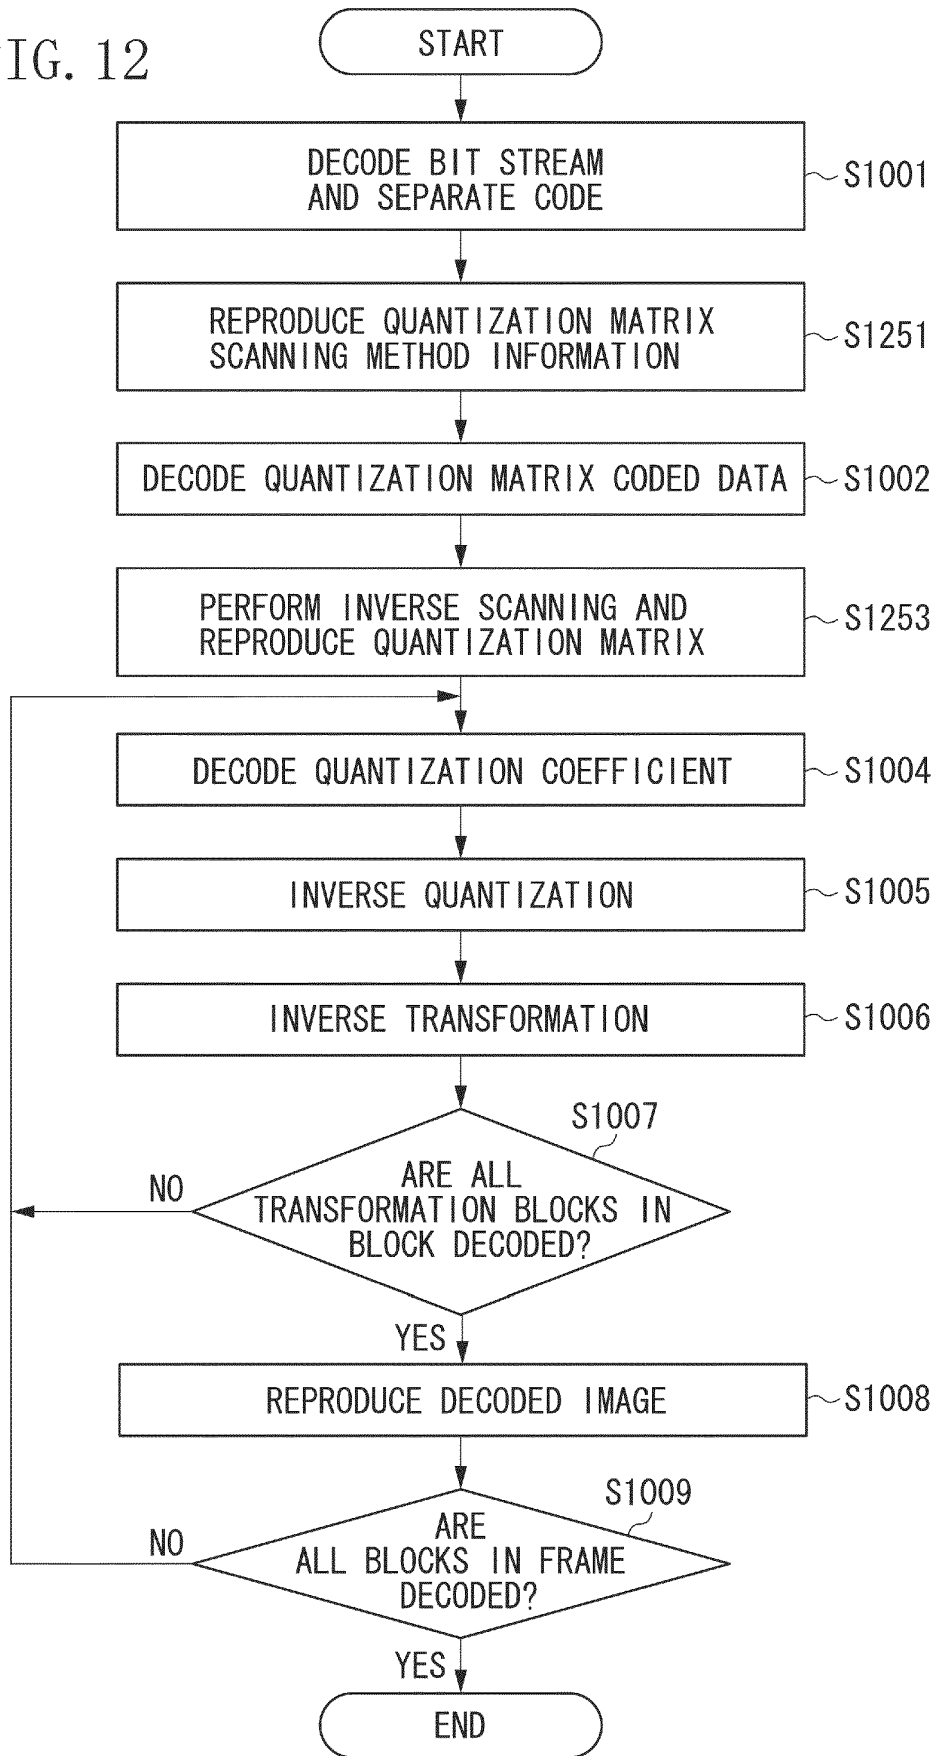 IG. 12
START
DECODE BIT STREAM
AND SEPARATE CODE
S1001
REPRODUCE QUANTIZATION MATRIX
SCANNING METHOD INFORMATION
S1251
DECODE QUANTIZATION MATRIX CODED DATA
S1002
PERFORM INVERSE SCANNING AND
REPRODUCE QUANTIZATION MATRIX
S1253
DECODE QUANTIZATION COEFFICIENT
S1004
INVERSE QUANTIZATION
S1005
INVERSE TRANSFORMATION
S1006
S1007
ARE ALL
TRANSFORMATION BLOCKS IN
BLOCK DECODED?
NO
YES
REPRODUCE DECODED IMAGE
S1008
S1009
ARE
ALL BLOCKS IN FRAME
DECODED?
NO
YES
END